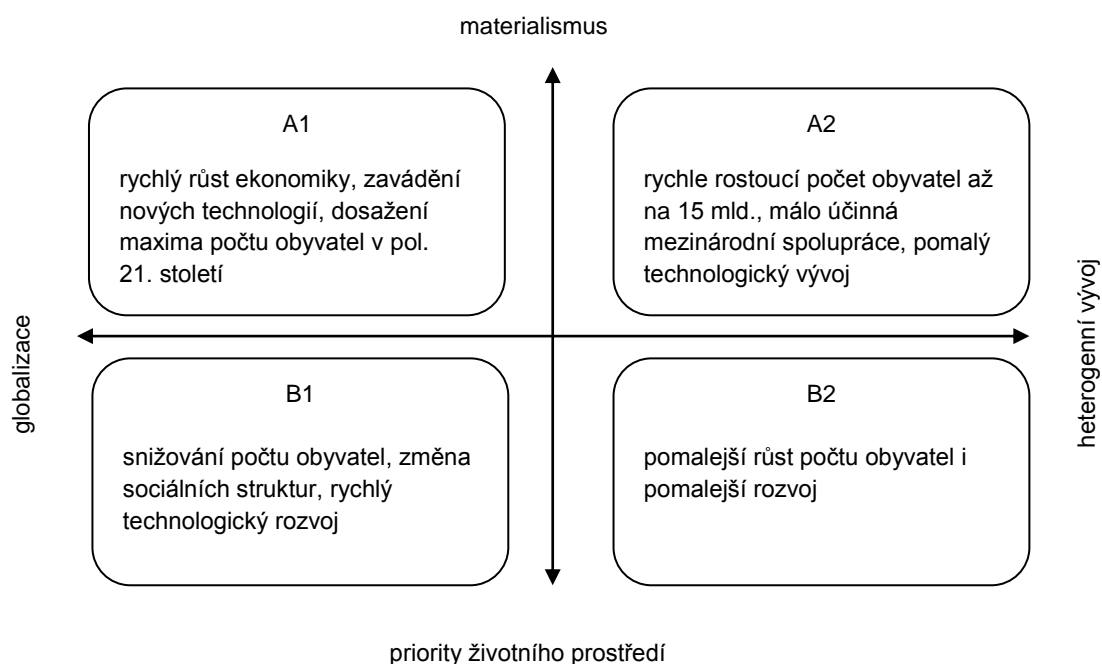 materialismus
A1
rychlý růst ekonomiky, zavádění
nových technologií, dosažení
maxima počtu obyvatel v pol.
21. století
A2
rychle rostoucí počet obyvatel až
na 15 mld., málo účinná
mezinárodní spolupráce, pomalý
technologický vývoj
globalizace
heterogenní vývoj
B1
snižování počtu obyvatel, změna
sociálních struktur, rychlý
technologický rozvoj
B2
pomalejší růst počtu obyvatel i
pomalejší rozvoj
priority životního prostředí